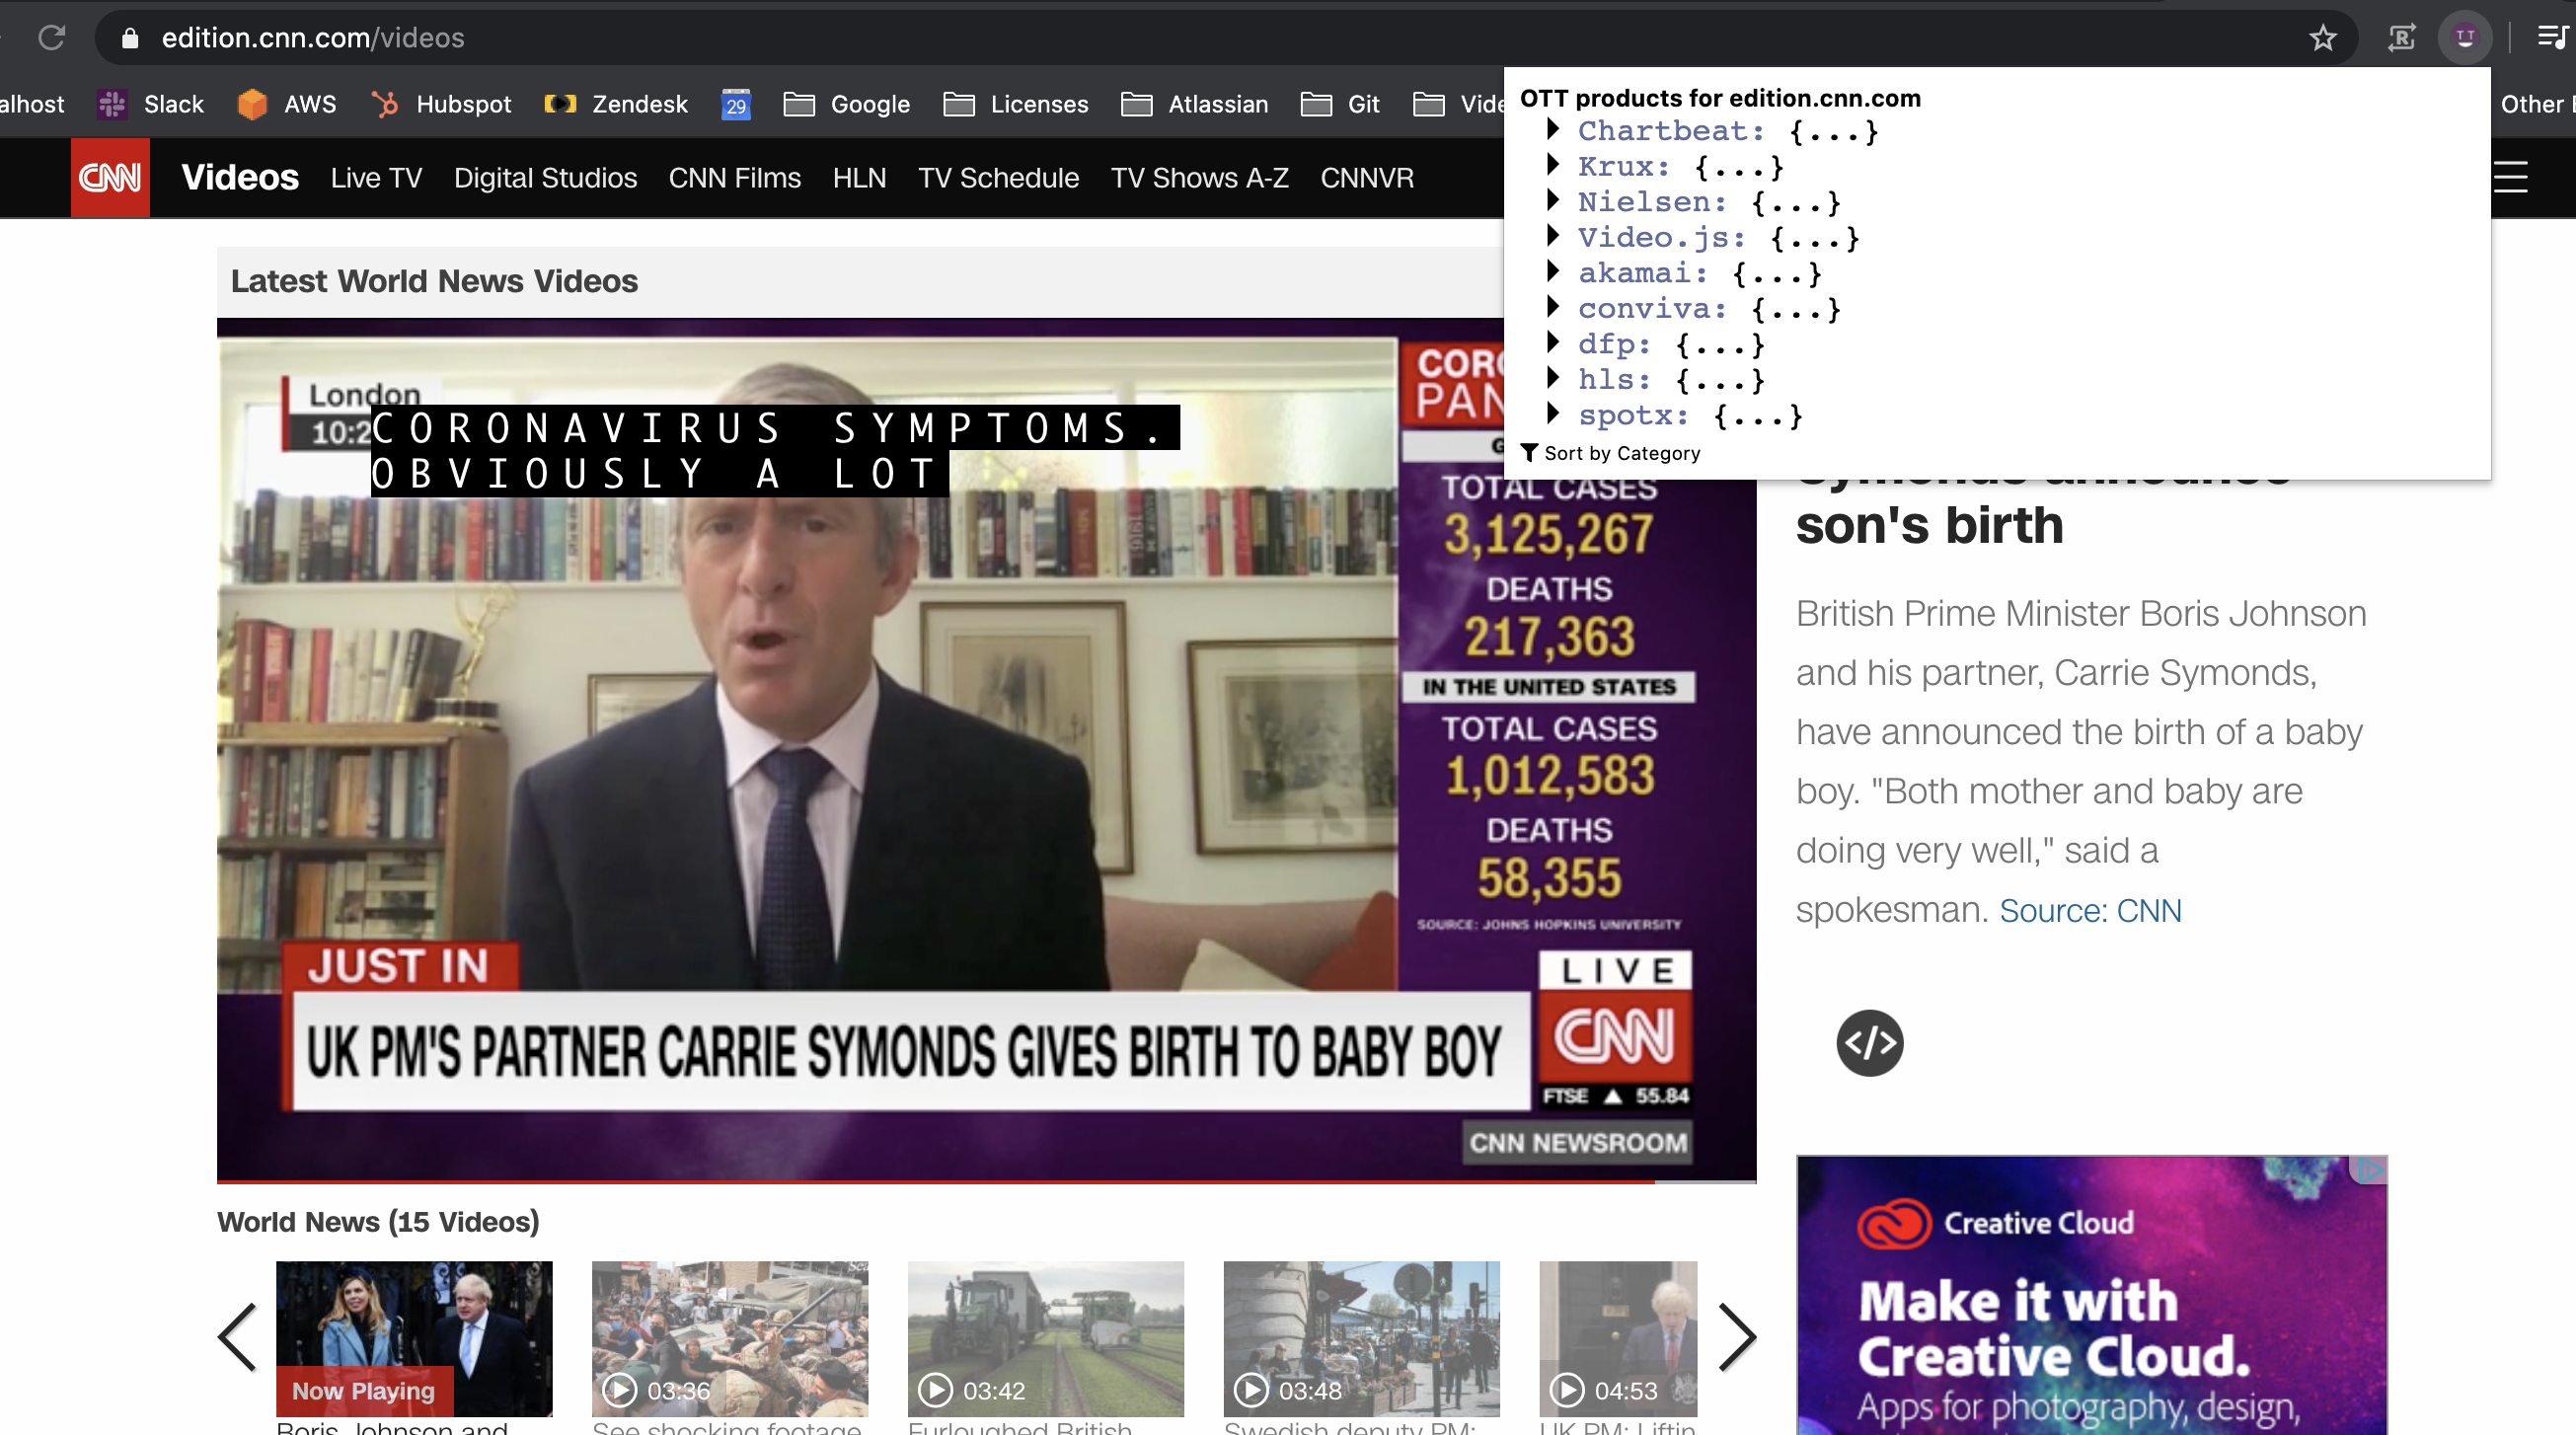 edition.cnn.com/videos
alhost
Slack
AWS
29
Hubspot
Zendesk
Google
Licenses
Atlassian
Git
Other
OTT products for edition.cnn.com
Chartbeat: {...}
Krux: {...}
Nielsen: {...}
Video.js: {...}
akamai: {...}
conviva: {...}
dfp: {...}
hls: {...}
spotx: {...}
Sort by Category
CNN
Videos
Live TV
Digital Studios
CNN Films
HLN
TV Schedule
TV Shows A-Z
CNNVR
Latest World News Videos
London
10:2
CORONAVIRUS SYMPTOMS.
OBVIOUSLY A LOT
COR
PAN
TOTAL CASES
3,125,267
DEATHS
217,363
IN THE UNITED STATES
TOTAL CASES
1,012,583
DEATHS
58,355
SOURCE: JOHNS HOPKINS UNIVERSITY
JUST IN
UK PM'S PARTNER CARRIE SYMONDS GIVES BIRTH TO BABY BOY
LIVE
CNN
FTSE ▲ 55.84
CNN NEWSROOM
Symonds announce
son's birth
British Prime Minister Boris Johnson
and his partner, Carrie Symonds,
have announced the birth of a baby
boy. "Both mother and baby are
doing very well," said a
spokesman. Source: CNN
</>
World News (15 Videos)
Now Playing
03:36
03:42
03:48
04:53
Boris Johnson and
See shocking footage
Furloughed British
Swedish deputy PM:
UK PM: Liftin
Creative Cloud
Make it with
Creative Cloud.
Apps for photography, design,